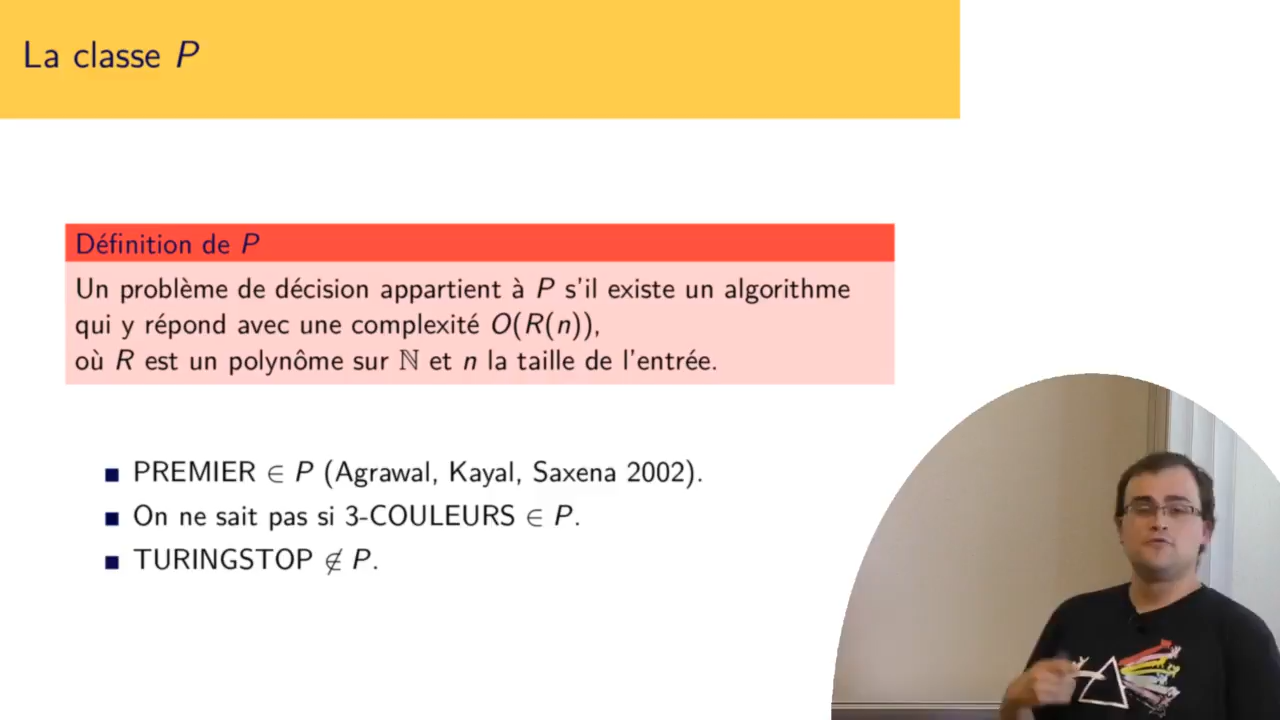 La classe P
Définition de P
Un problème de décision appartient à P s'il existe un algorithme
qui y répond avec une complexité O(R(n)),
où R est un polynôme sur ℕ et n la taille de l'entrée.
■ PREMIER ∈ P (Agrawal, Kayal, Saxena 2002).
■ On ne sait pas si 3-COULEURS ∈ P.
■ TURINGSTOP ∉ P.